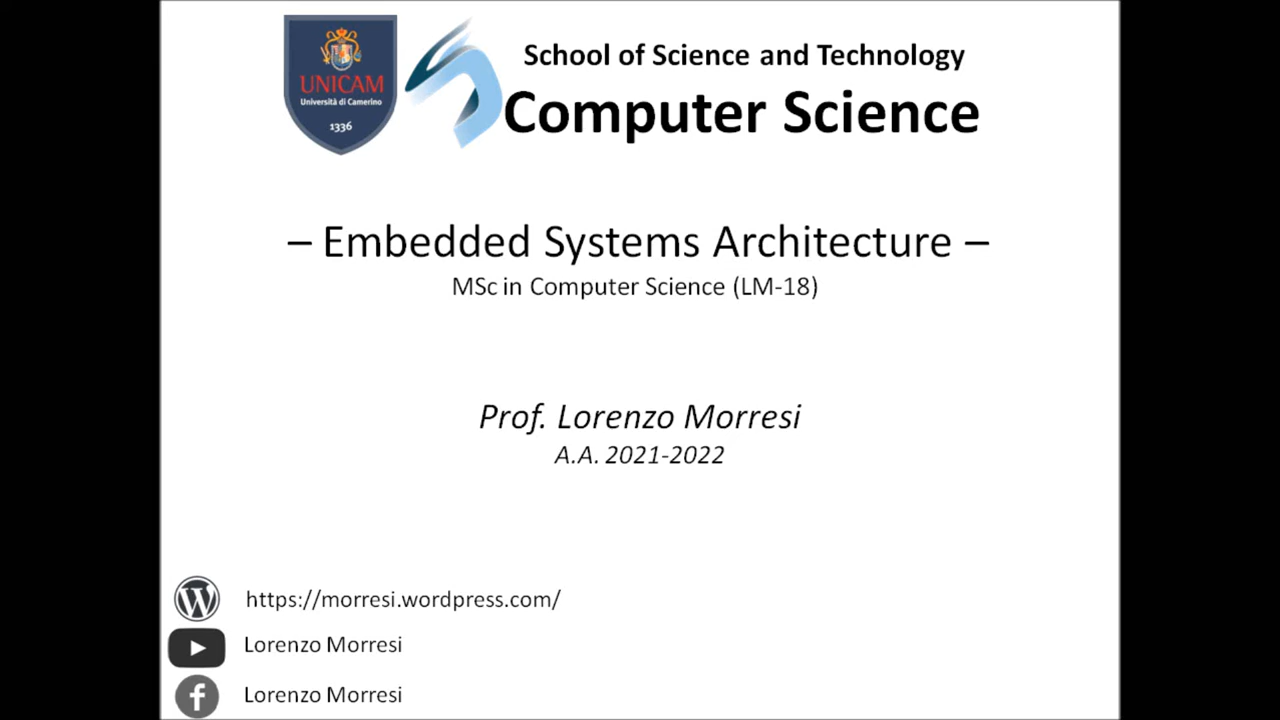 UNICAM
Università di Camerino
1336
School of Science and Technology
Computer Science
– Embedded Systems Architecture –
MSc in Computer Science (LM-18)
Prof. Lorenzo Morresi
A.A. 2021-2022
https://morresi.wordpress.com/
Lorenzo Morresi
Lorenzo Morresi